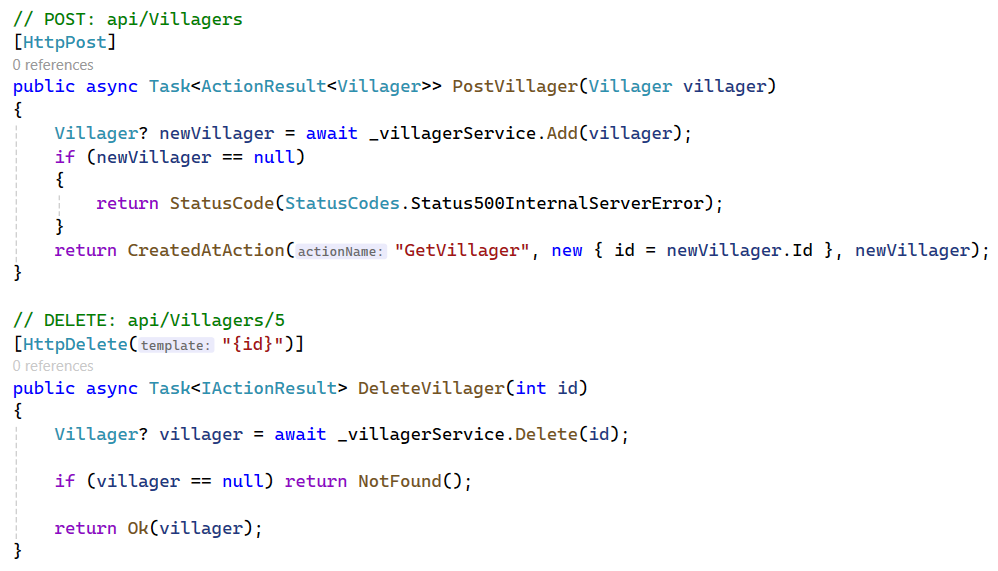 // POST: api/Villagers
[HttpPost]
0 references
public async Task<ActionResult<Villager>> PostVillager(Villager villager)
{
    Villager? newVillager = await _villagerService.Add(villager);
    if (newVillager == null)
    {
        return StatusCode(StatusCodes.Status500InternalServerError);
    }
    return CreatedAtAction(actionName: "GetVillager", new { id = newVillager.Id }, newVillager);
}
// DELETE: api/Villagers/5
[HttpDelete(template: "{id}")]
0 references
public async Task<IActionResult> DeleteVillager(int id)
{
    Villager? villager = await _villagerService.Delete(id);
    if (villager == null) return NotFound();
    return Ok(villager);
}